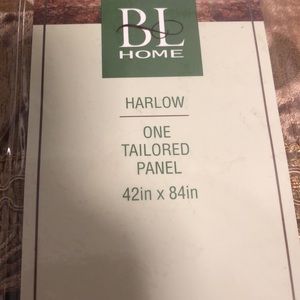 BL
HOME
HARLOW
ONE
TAILORED
PANEL
42in x 84in